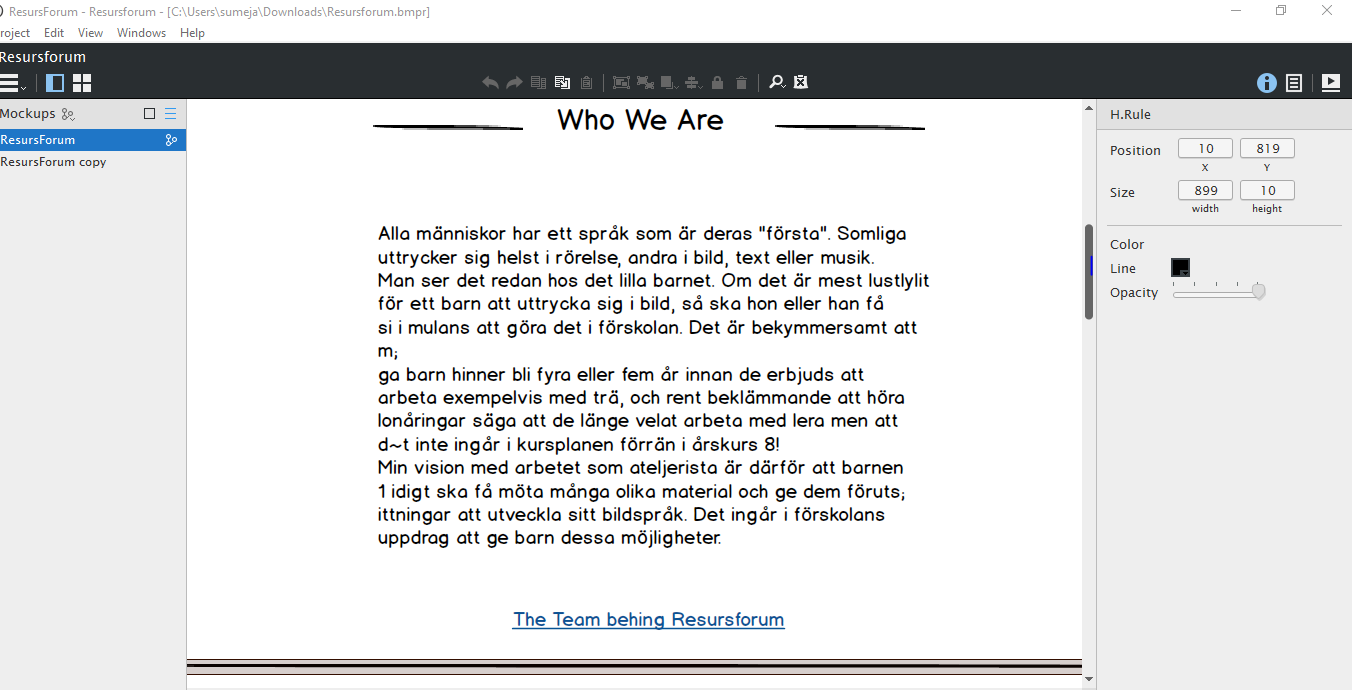 ResursForum - Resursforum - [C:\Users\sumeja\Downloads\Resursforum.bmpr]
roject Edit View Windows Help
Resursforum
Mockups
ResursForum
ResursForum copy
Who We Are
Alla människor har ett språk som är deras "första". Somliga
uttrycker sig helst i rörelse, andra i bild, text eller musik.
Man ser det redan hos det lilla barnet. Om det är mest lustlylit
för ett barn att uttrycka sig i bild, så ska hon eller han få
si i mulans att göra det i förskolan. Det är bekymmersamt att
m;
ga barn hinner bli fyra eller fem år innan de erbjuds att
arbeta exempelvis med trä, och rent beklämmande att höra
lonåringar säga att de länge velat arbeta med lera men att
d~t inte ingår i kursplanen förrän i årskurs 8!
Min vision med arbetet som ateljerista är därför att barnen
1 idigt ska få möta många olika material och ge dem föruts;
ittningar att utveckla sitt bildspråk. Det ingår i förskolans
uppdrag att ge barn dessa möjligheter.
The Team behing Resursforum
H.Rule
Position 10 819
X Y
Size 899 10
width height
Color
Line
Opacity